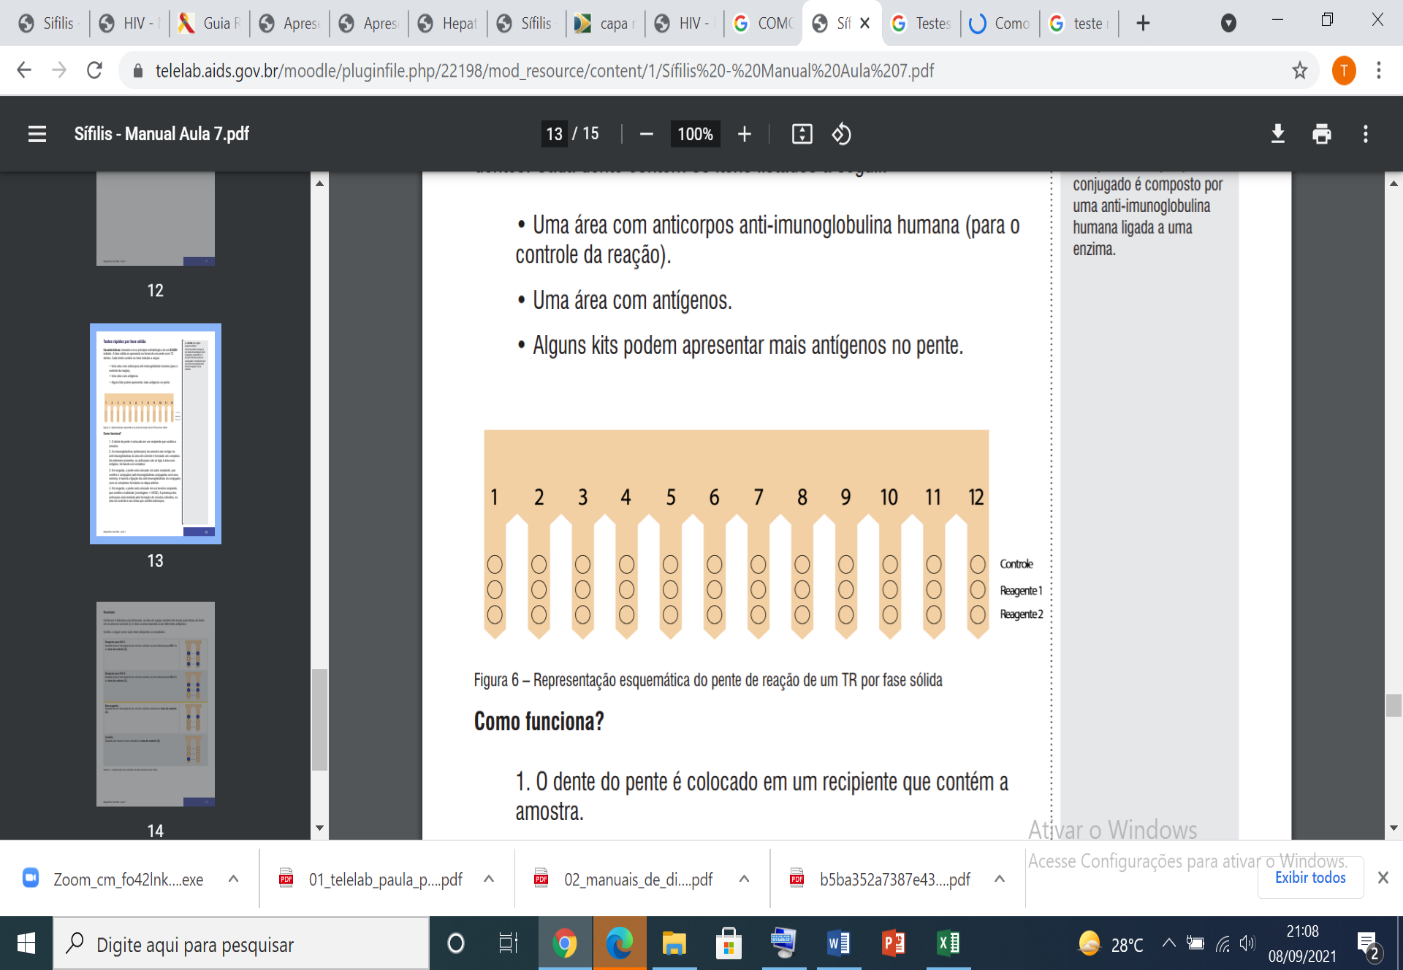 Sifilis
HIV -
Guia R
Apres
Apres
Hepat
Sífilis
capa r
HIV -
COMO
Síf
Testes
Como
teste r
telelab.aids.gov.br/moodle/pluginfile.php/22198/mod_resource/content/1/Sífilis%20-%20Manual%20Aula%207.pdf
T
Sífilis - Manual Aula 7.pdf
13 / 15
100%
12
13
14
conjugado é composto por
uma anti-imunoglobulina
humana ligada a uma
enzima.
• Uma área com anticorpos anti-imunoglobulina humana (para o
controle da reação).
• Uma área com antígenos.
• Alguns kits podem apresentar mais antígenos no pente.
1 2 3 4 5 6 7 8 9 10 11 12
Controle
Reagente 1
Reagente 2
Figura 6 – Representação esquemática do pente de reação de um TR por fase sólida
Como funciona?
1. O dente do pente é colocado em um recipiente que contém a
amostra.
Ativar o Windows
Acesse Configurações para ativar o Windows.
Zoom_cm_fo42lnk....exe
01_telelab_paula_p....pdf
02_manuais_de_di....pdf
b5ba352a7387e43....pdf
Exibir todos
Digite aqui para pesquisar
28°C
21:08
08/09/2021
2